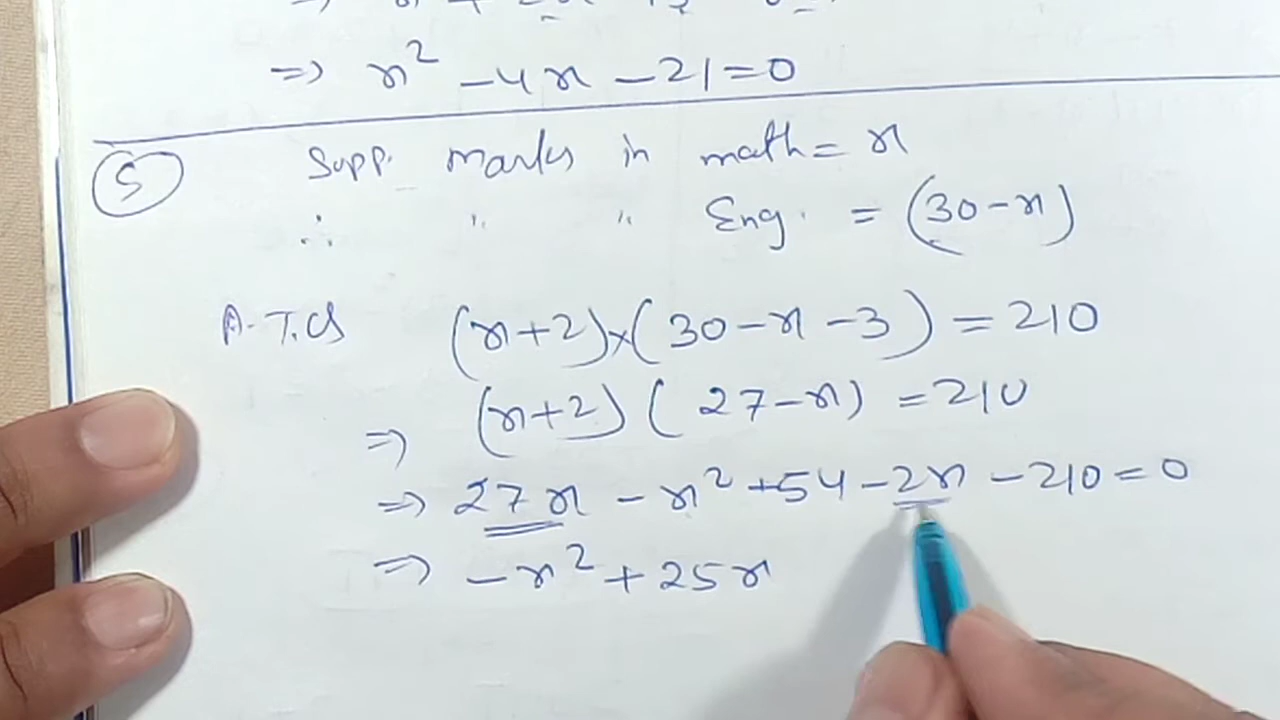 => x² - 4x - 21 = 0
(5) Supp. marks in math = x
∴ " " Eng. = (30 - x)
A.T.Q (x+2)×(30-x-3) = 210
=> (x+2)(27-x) = 210
=> 27x - x² + 54 - 2x - 210 = 0
=> -x² + 25x